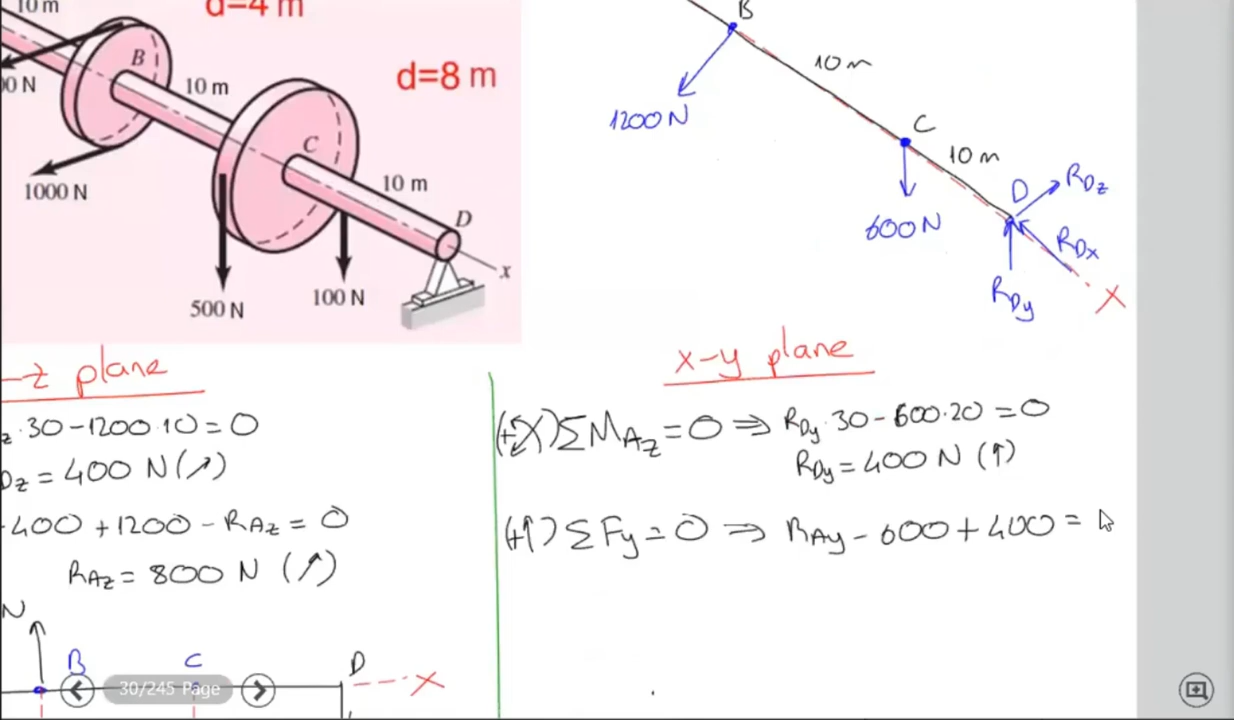 10 m
d=4 m
B
10 m
d=8 m
00 N
1000 N
C
10 m
D
x
500 N
100 N
B
10 m
1200 N
C
10 m
600 N
D
RDz
RDx
RDy
X
-z plane
z · 30 - 1200 · 10 = 0
Dz = 400 N (↗)
-400 + 1200 - RAz = 0
RAz = 800 N (↗)
N
B
C
D
X
30/245 Page
x-y plane
ΣMAz = 0 ⇒ RDy · 30 - 600 · 20 = 0
RDy = 400 N (↑)
(+↑) ΣFy = 0 ⇒ RAy - 600 + 400 =